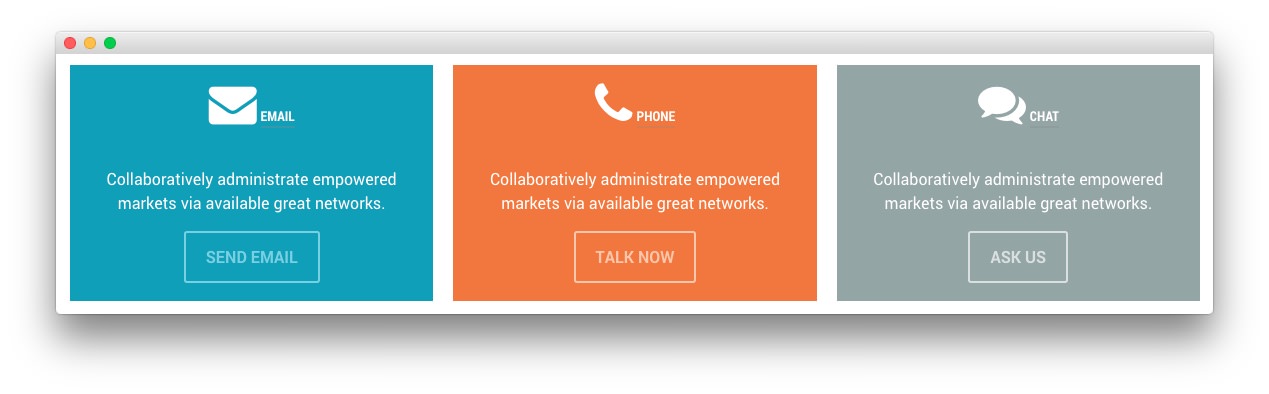 EMAIL
Collaboratively administrate empowered
markets via available great networks.
SEND EMAIL
PHONE
Collaboratively administrate empowered
markets via available great networks.
TALK NOW
CHAT
Collaboratively administrate empowered
markets via available great networks.
ASK US